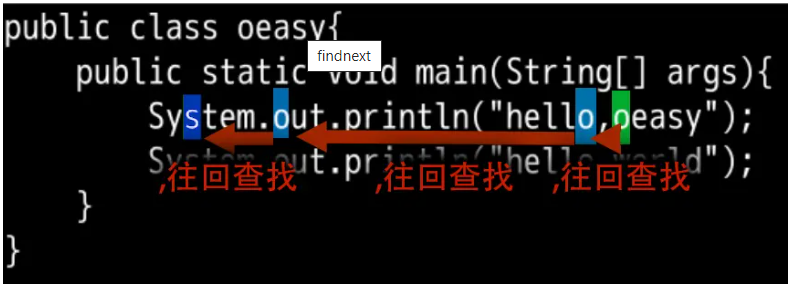 public class oeasy{
findnext
public static void main(String[] args){
System.out.println("hello,oeasy");
System.out.println("hello world");
,往回查找 ,往回查找 ,往回查找
}
}